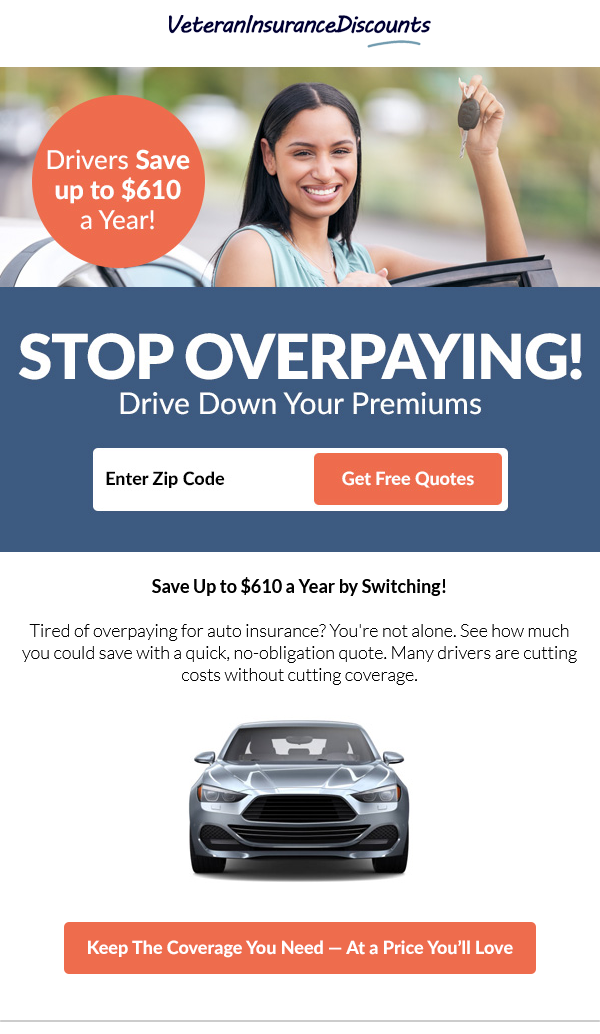 VeteranInsuranceDiscounts
Drivers Save
up to $610
a Year!
STOP OVERPAYING!
Drive Down Your Premiums
Enter Zip Code
Get Free Quotes
Save Up to $610 a Year by Switching!
Tired of overpaying for auto insurance? You're not alone. See how much
you could save with a quick, no-obligation quote. Many drivers are cutting
costs without cutting coverage.
Keep The Coverage You Need — At a Price You’ll Love